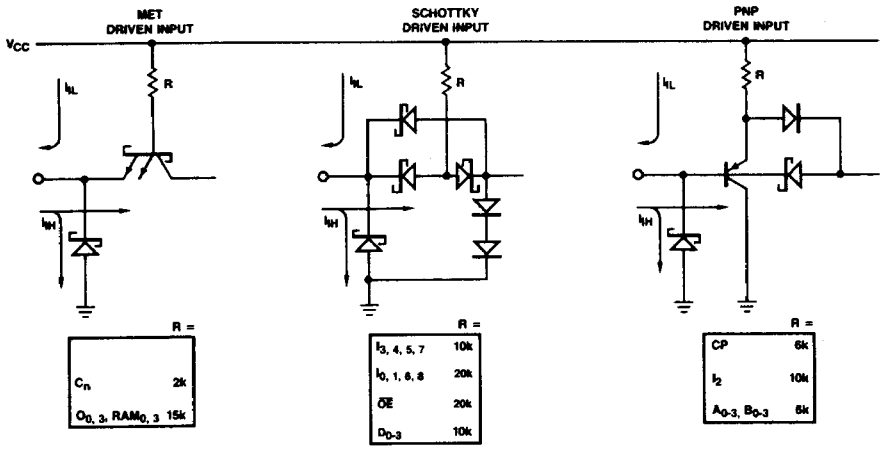 MET
DRIVEN INPUT
SCHOTTKY
DRIVEN INPUT
PNP
DRIVEN INPUT
VCC
R
R
R
IIL
IIL
IIL
IIH
IIH
IIH
R =
Cn 2k
O0, 3, RAM0, 3 15k
R =
I3, 4, 5, 7 10k
I0, 1, 6, 8 20k
OE 20k
D0-3 10k
R =
CP 6k
I2 10k
A0-3, B0-3 6k